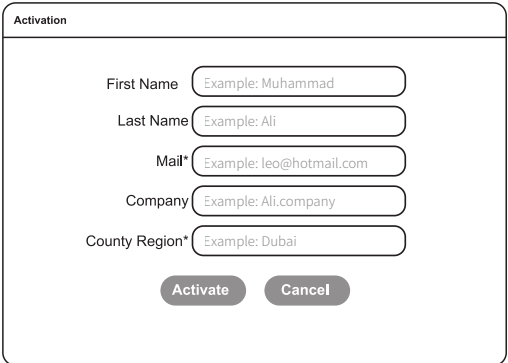 Activation
First Name Example: Muhammad
Last Name Example: Ali
Mail* Example: leo@hotmail.com
Company Example: Ali.company
County Region* Example: Dubai
Activate Cancel